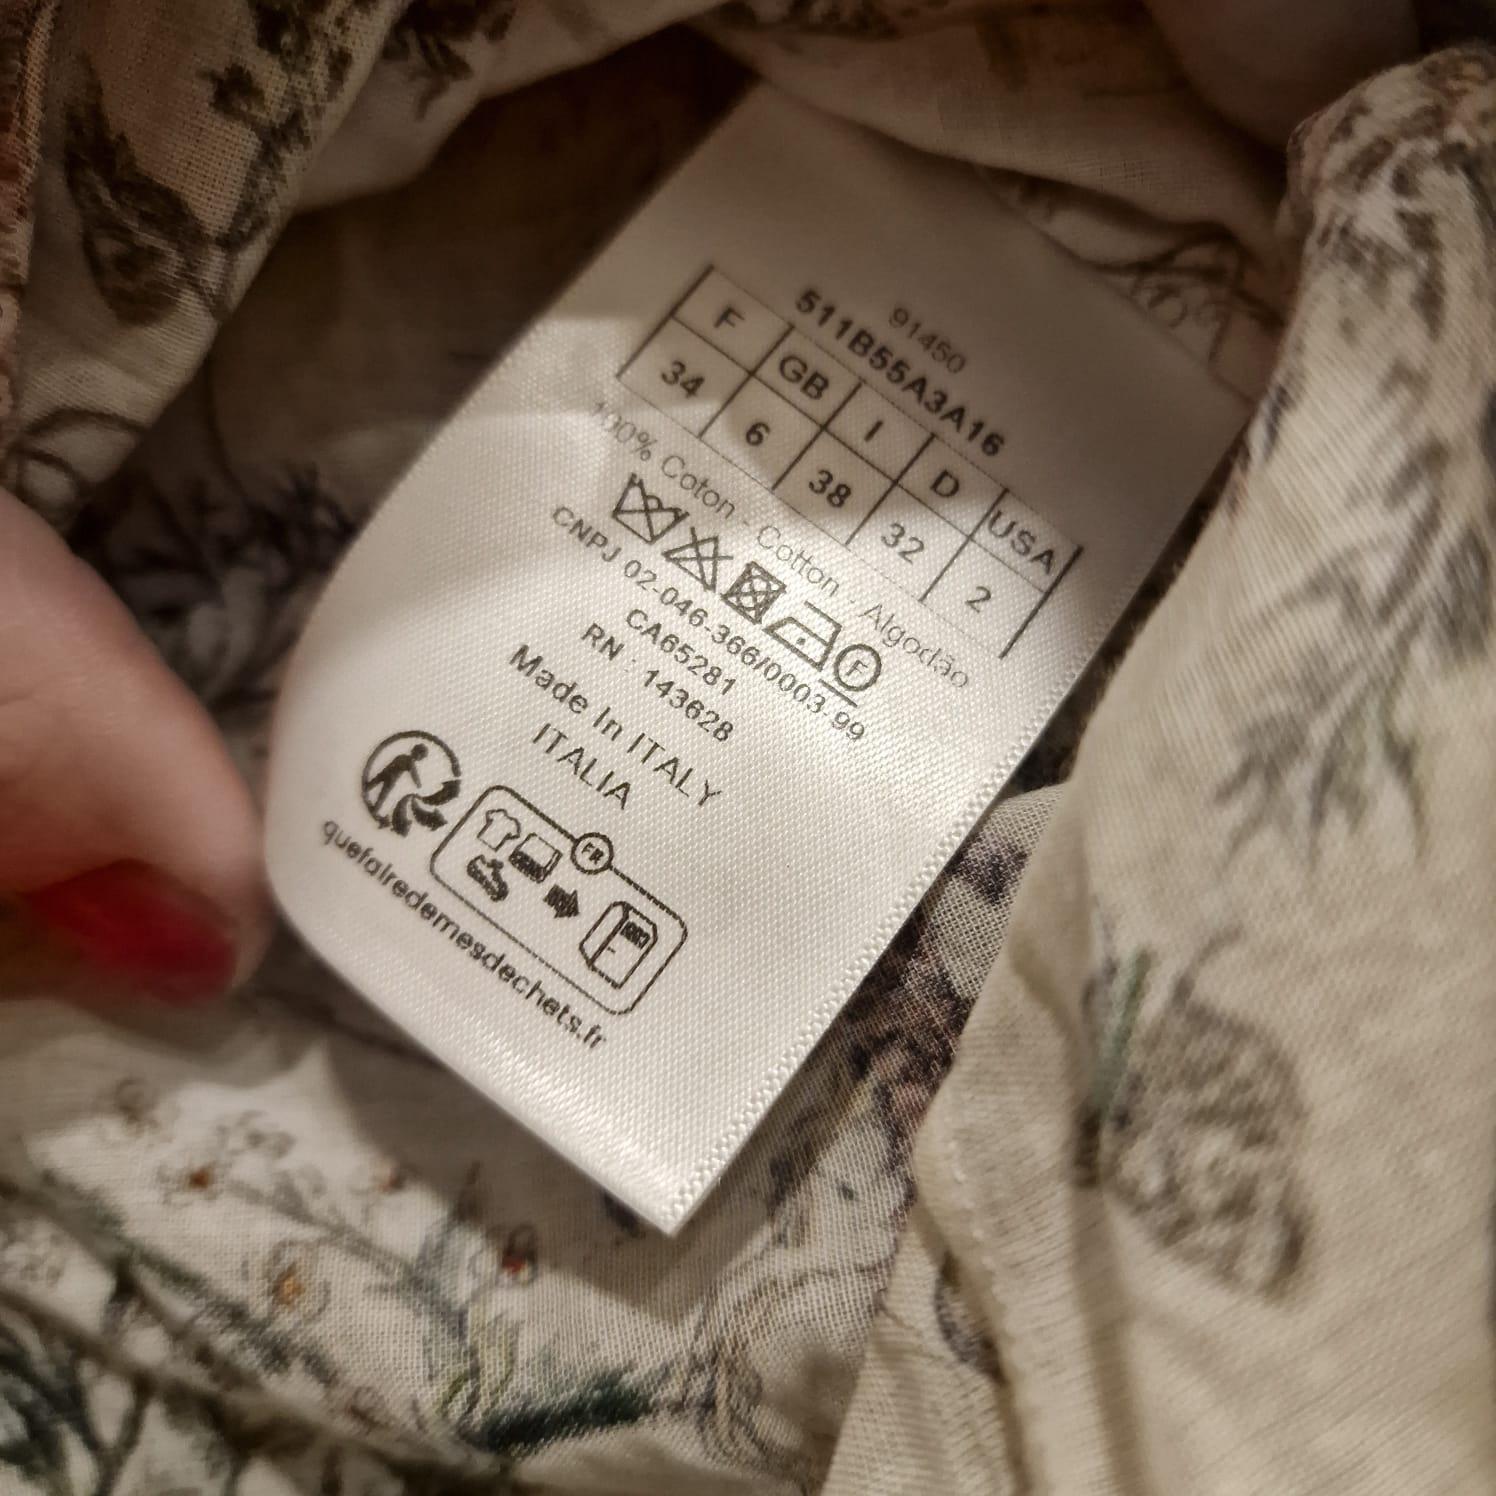 91450
511B55A3A16
F GB I D USA
34 6 38 32 2
100% Coton - Cotton - Algodão
F
CNPJ 02-046-366/0003-99
CA65281
RN : 143628
Made In ITALY
ITALIA
FR
quefairedemesdechets.fr